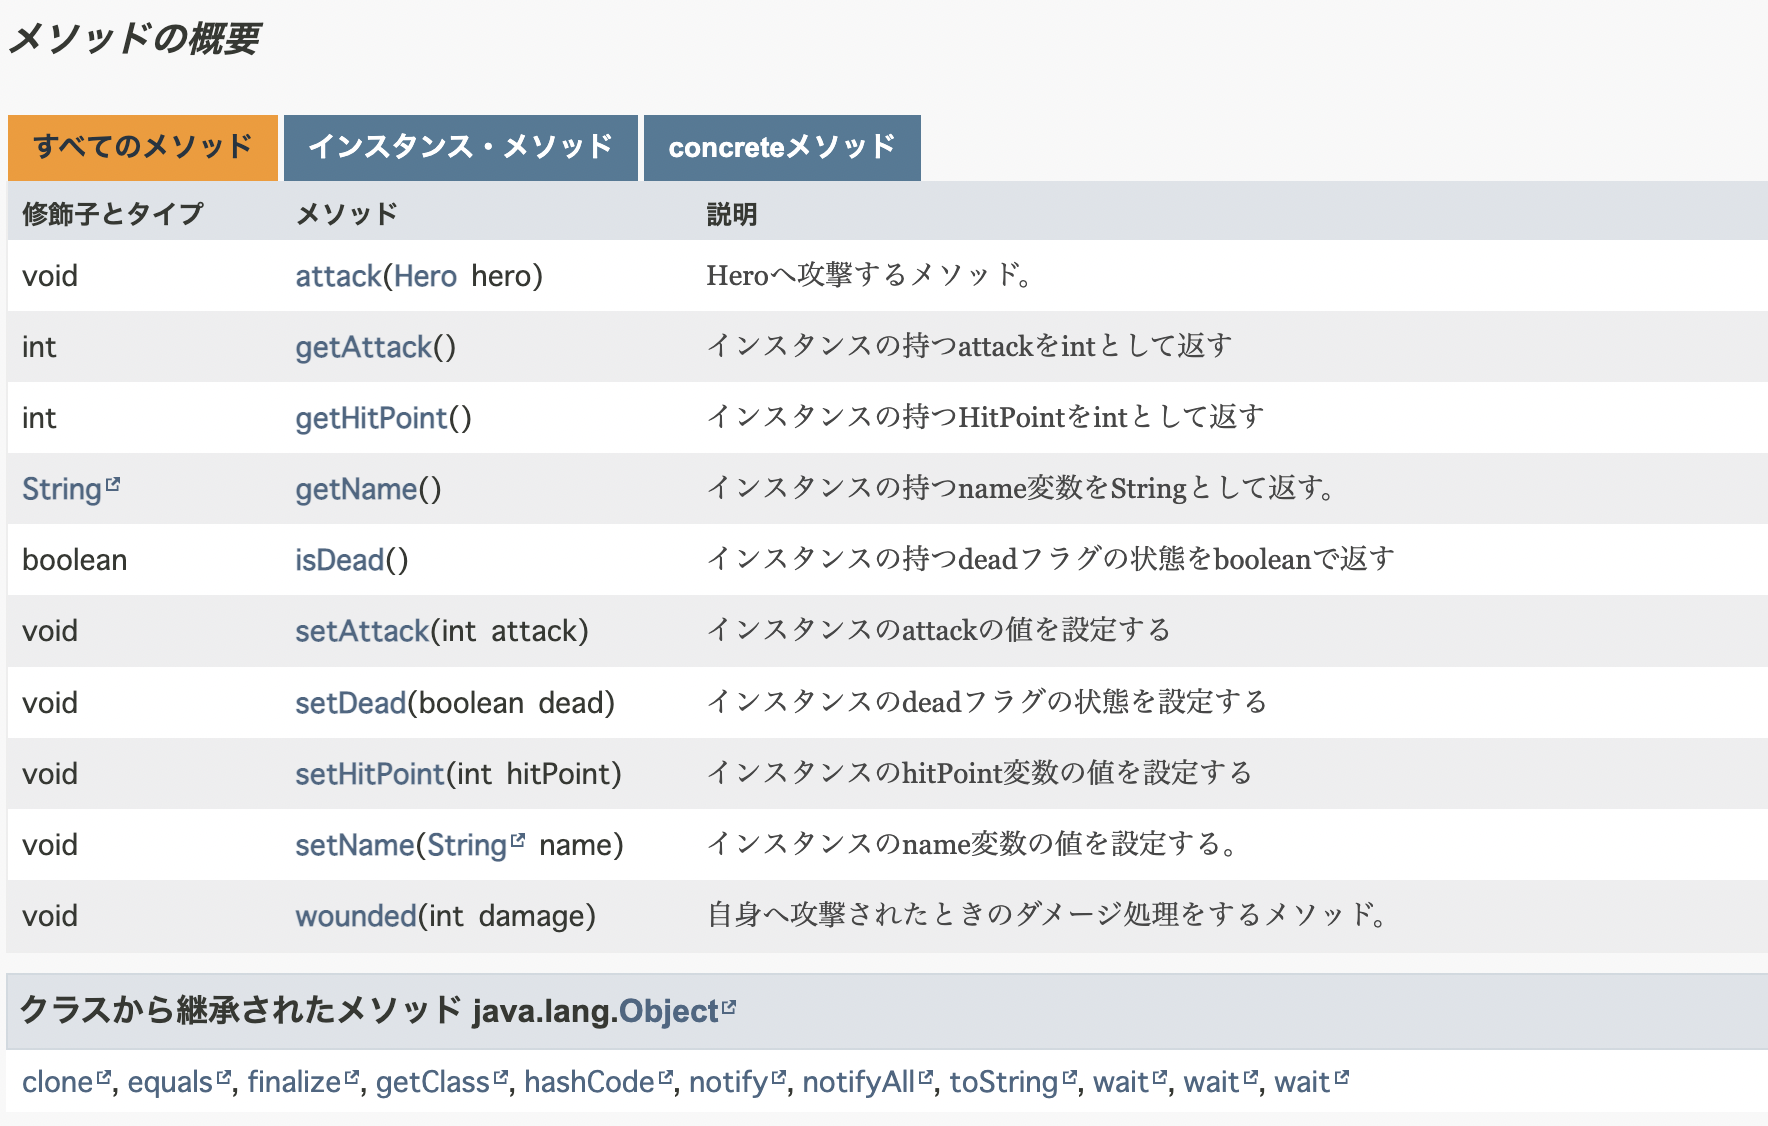 メソッドの概要
すべてのメソッド インスタンス・メソッド concreteメソッド
修飾子とタイプ メソッド 説明
void attack(Hero hero) Heroへ攻撃するメソッド。
int getAttack() インスタンスの持つattackをintとして返す
int getHitPoint() インスタンスの持つHitPointをintとして返す
String getName() インスタンスの持つname変数をStringとして返す。
boolean isDead() インスタンスの持つdeadフラグの状態をbooleanで返す
void setAttack(int attack) インスタンスのattackの値を設定する
void setDead(boolean dead) インスタンスのdeadフラグの状態を設定する
void setHitPoint(int hitPoint) インスタンスのhitPoint変数の値を設定する
void setName(String name) インスタンスのname変数の値を設定する。
void wounded(int damage) 自身へ攻撃されたときのダメージ処理をするメソッド。
クラスから継承されたメソッド java.lang.Object
clone, equals, finalize, getClass, hashCode, notify, notifyAll, toString, wait, wait, wait